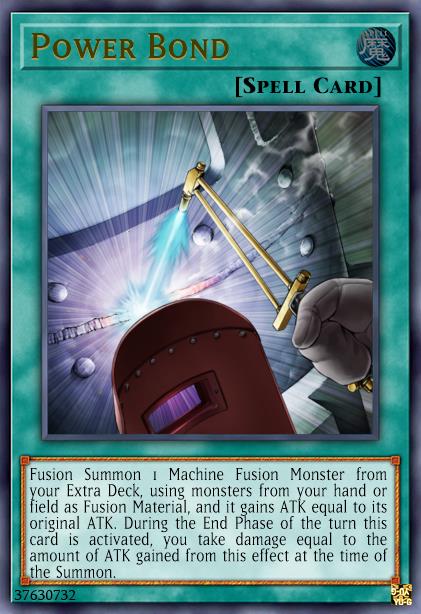 Power Bond
[Spell Card]
Fusion Summon 1 Machine Fusion Monster from
your Extra Deck, using monsters from your hand or
field as Fusion Material, and it gains ATK equal to its
original ATK. During the End Phase of the turn this
card is activated, you take damage equal to the
amount of ATK gained from this effect at the time of
the Summon.
37630732